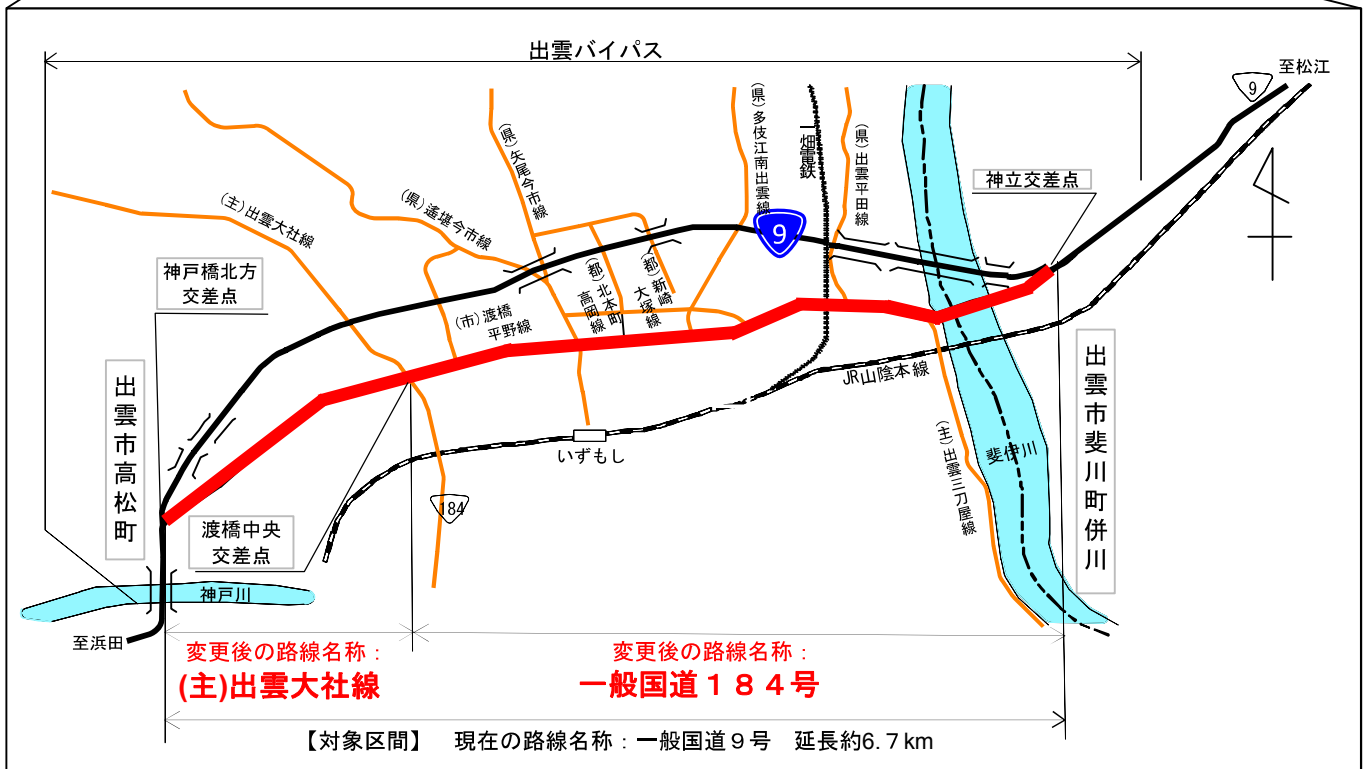 出雲バイパス
至松江
9
(県)多伎江南出雲線
一畑電鉄
(県)出雲平田線
(県)矢尾今市線
神立交差点
(主)出雲大社線
(県)遙堪今市線
9
神戸橋北方
交差点
(都)北本町
高岡線
(都)新崎
大塚線
(市)渡橋
平野線
出雲市高松町
JR山陰本線
出雲市斐川町併川
いずもし
(主)出雲三刀屋線
斐伊川
184
渡橋中央
交差点
神戸川
至浜田
変更後の路線名称：
(主)出雲大社線
変更後の路線名称：
一般国道１８４号
【対象区間】　現在の路線名称：一般国道９号　延長約6.７km